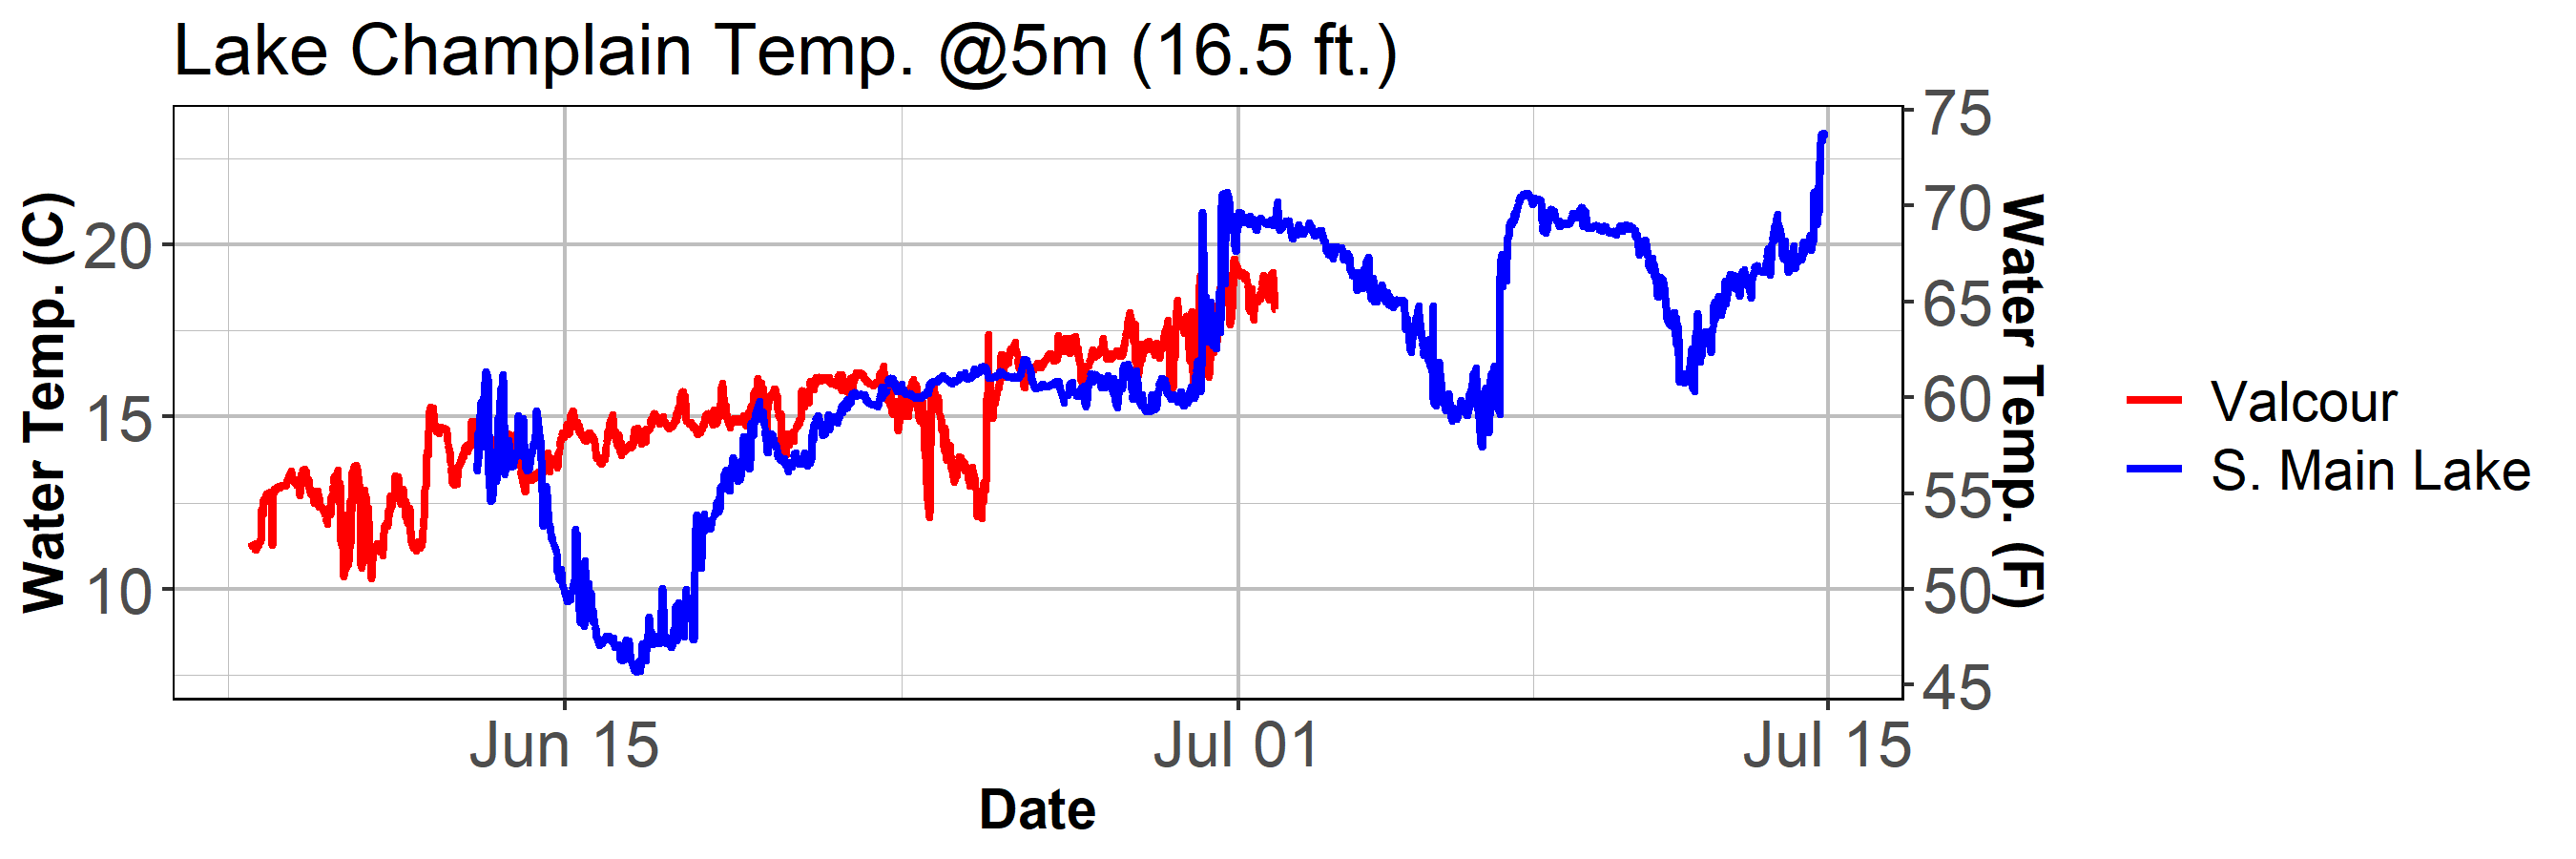 Lake Champlain Temp. @5m (16.5 ft.)
Water Temp. (C)
20
15
10
75
70
65
60
55
50
45
Water Temp. (F)
Jun 15
Jul 01
Jul 15
Date
Valcour
S. Main Lake